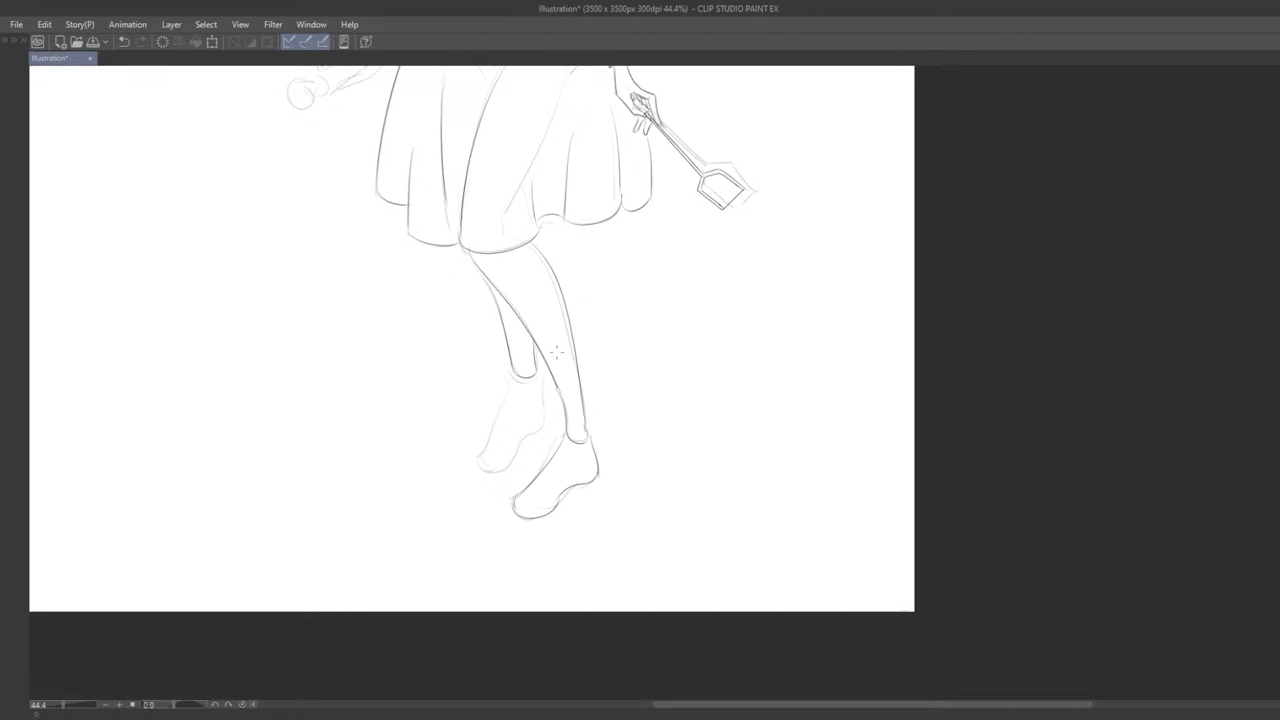 Illustration* (3500 x 3500px 300dpi 44.4%) - CLIP STUDIO PAINT EX
File Edit Story(P) Animation Layer Select View Filter Window Help
Illustration*
44.4 0.0